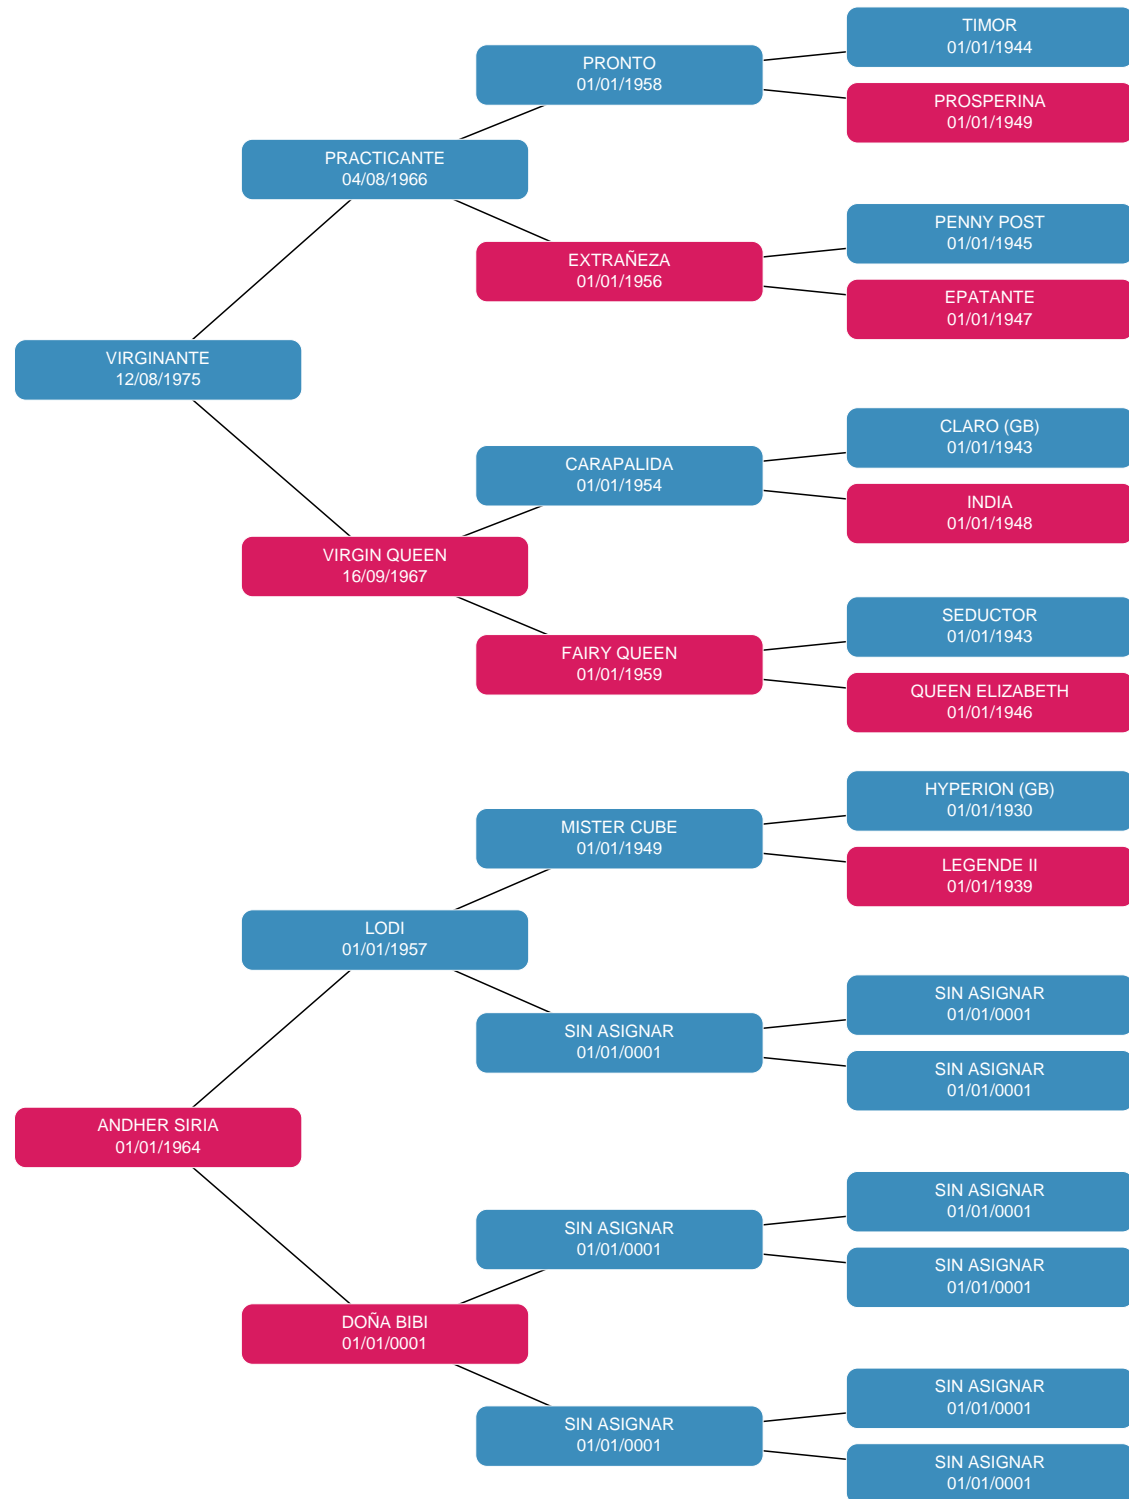 TIMOR
01/01/1944
PRONTO
01/01/1958
PROSPERINA
01/01/1949
PRACTICANTE
04/08/1966
PENNY POST
01/01/1945
EXTRAÑEZA
01/01/1956
EPATANTE
01/01/1947
VIRGINANTE
12/08/1975
CLARO (GB)
01/01/1943
CARAPALIDA
01/01/1954
INDIA
01/01/1948
VIRGIN QUEEN
16/09/1967
SEDUCTOR
01/01/1943
FAIRY QUEEN
01/01/1959
QUEEN ELIZABETH
01/01/1946
HYPERION (GB)
01/01/1930
MISTER CUBE
01/01/1949
LEGENDE II
01/01/1939
LODI
01/01/1957
SIN ASIGNAR
01/01/0001
SIN ASIGNAR
01/01/0001
SIN ASIGNAR
01/01/0001
ANDHER SIRIA
01/01/1964
SIN ASIGNAR
01/01/0001
SIN ASIGNAR
01/01/0001
SIN ASIGNAR
01/01/0001
DOÑA BIBI
01/01/0001
SIN ASIGNAR
01/01/0001
SIN ASIGNAR
01/01/0001
SIN ASIGNAR
01/01/0001